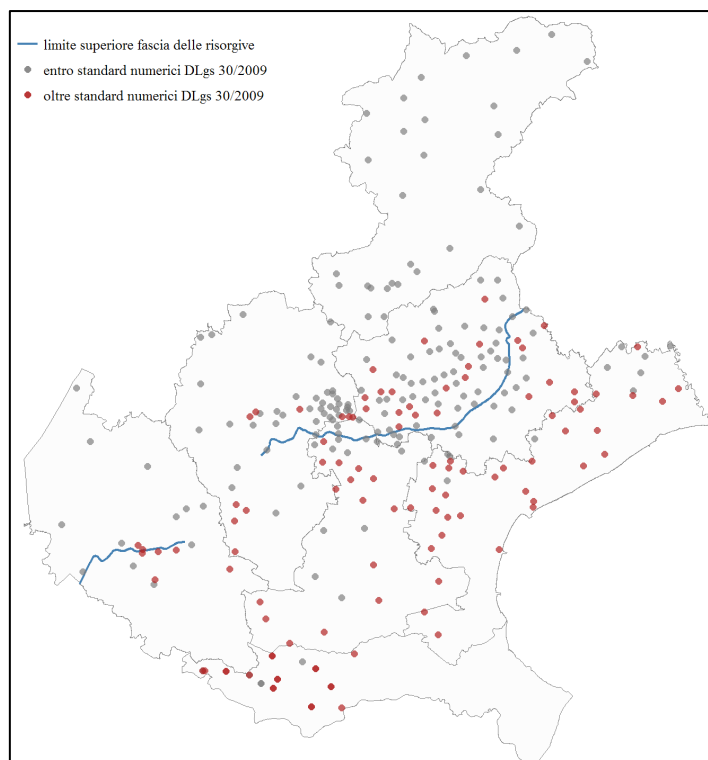 limite superiore fascia delle risorgive
entro standard numerici DLgs 30/2009
oltre standard numerici DLgs 30/2009